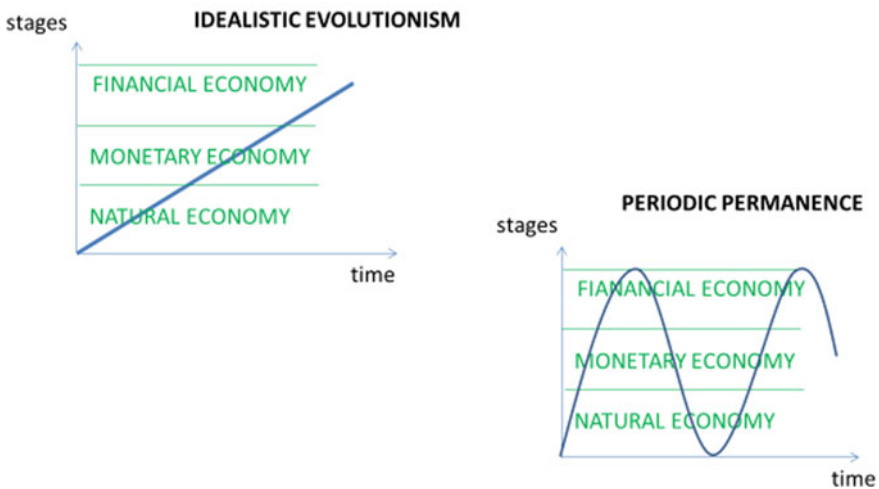 IDEALISTIC EVOLUTIONISM
stages
FINANCIAL ECONOMY
MONETARY ECONOMY
NATURAL ECONOMY
time
PERIODIC PERMANENCE
stages
FIANANCIAL ECONOMY
MONETARY ECONOMY
NATURAL ECONOMY
time